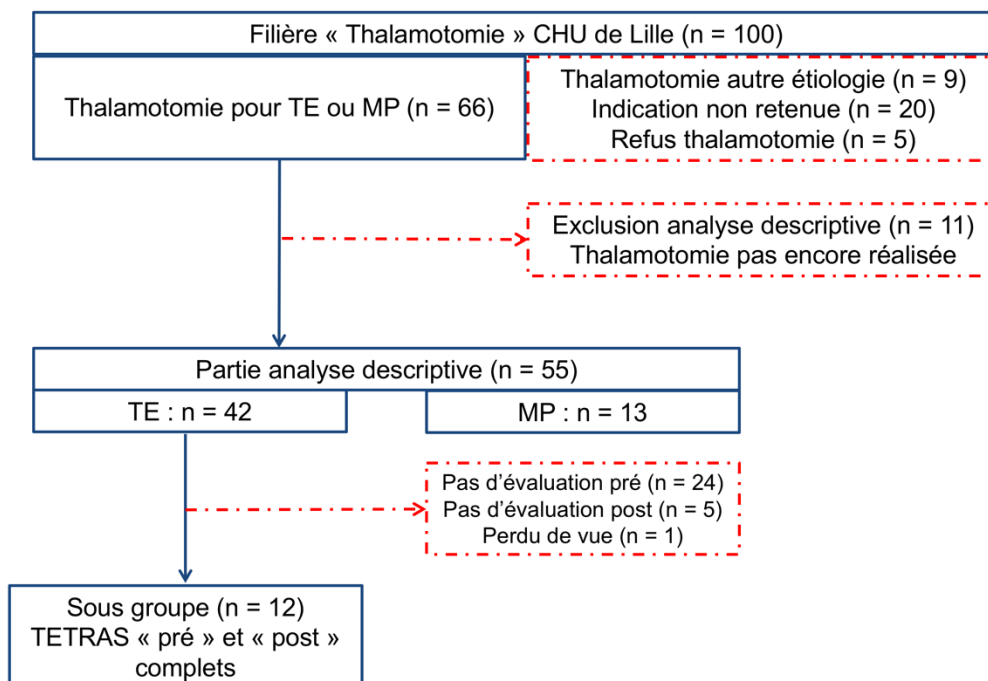 Filière « Thalamotomie » CHU de Lille (n = 100)
Thalamotomie pour TE ou MP (n = 66)
Thalamotomie autre étiologie (n = 9)
Indication non retenue (n = 20)
Refus thalamotomie (n = 5)
Exclusion analyse descriptive (n = 11)
Thalamotomie pas encore réalisée
Partie analyse descriptive (n = 55)
TE : n = 42
MP : n = 13
Pas d'évaluation pré (n = 24)
Pas d'évaluation post (n = 5)
Perdu de vue (n = 1)
Sous groupe (n = 12)
TETRAS « pré » et « post »
complets